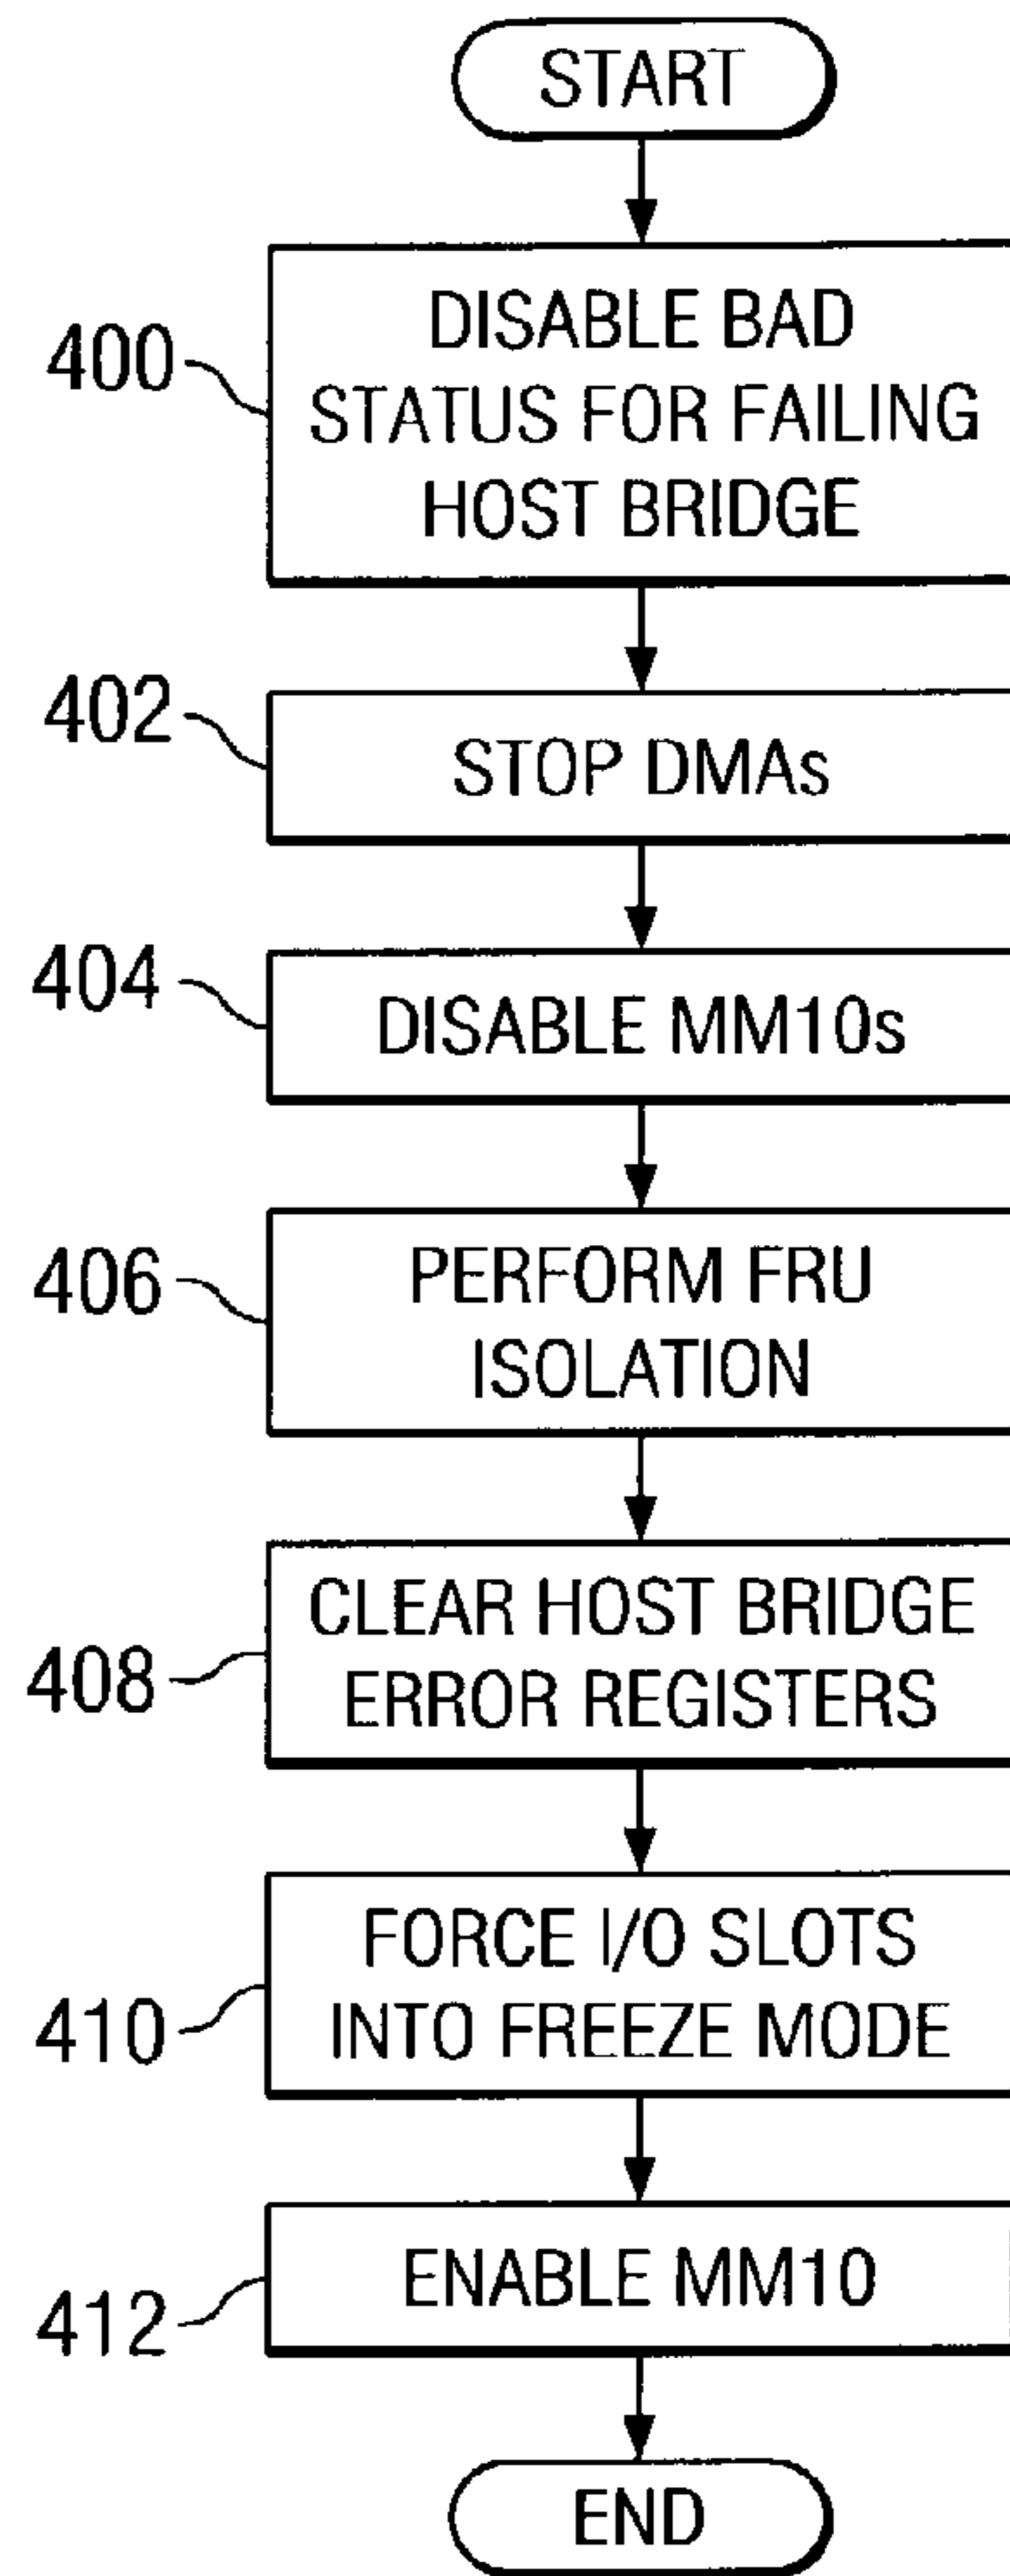 START
400
DISABLE BAD
STATUS FOR FAILING
HOST BRIDGE
402
STOP DMAs
404
DISABLE MM10s
406
PERFORM FRU
ISOLATION
408
CLEAR HOST BRIDGE
ERROR REGISTERS
410
FORCE I/O SLOTS
INTO FREEZE MODE
412
ENABLE MM10
END